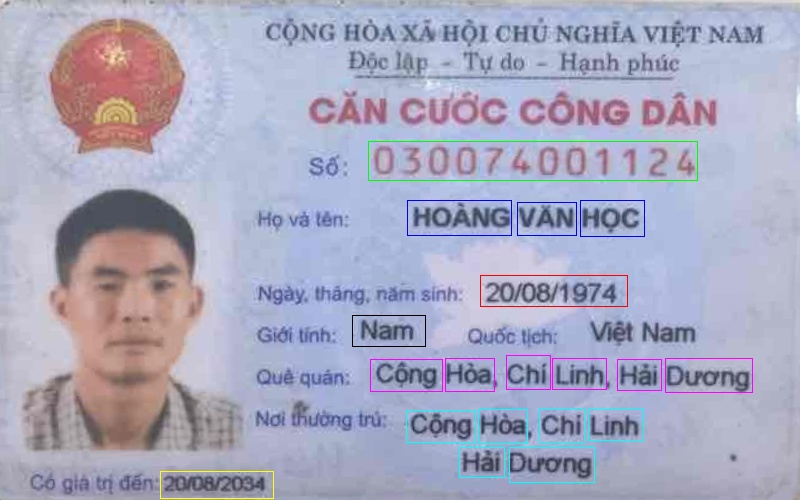 CỘNG HÒA XÃ HỘI CHỦ NGHĨA VIỆT NAM
Độc lập - Tự do - Hạnh phúc
CĂN CƯỚC CÔNG DÂN
Số: 030074001124
Họ và tên: HOÀNG VĂN HỌC
Ngày, tháng, năm sinh: 20/08/1974
Giới tính: Nam Quốc tịch: Việt Nam
Quê quán: Cộng Hòa, Chí Linh, Hải Dương
Nơi thường trú: Cộng Hòa, Chí Linh
Hải Dương
Có giá trị đến: 20/08/2034